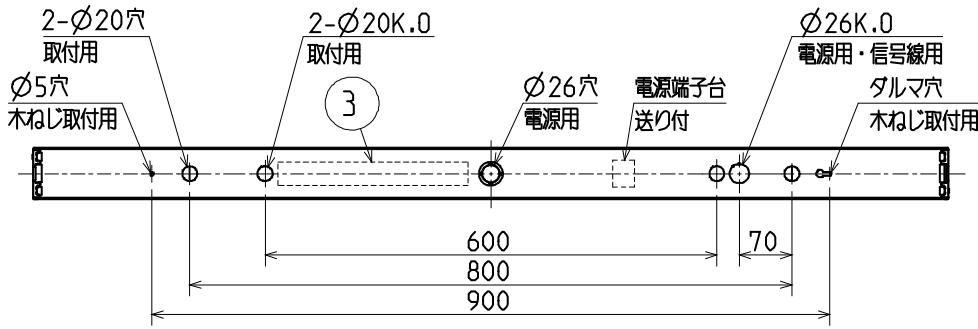 2-Ø20穴
取付用
2-Ø20K.O
取付用
Ø26K.O
電源用・信号線用
Ø5穴
木ねじ取付用
3
Ø26穴
電源用
電源端子台
送り付
ダルマ穴
木ねじ取付用
600
70
800
900